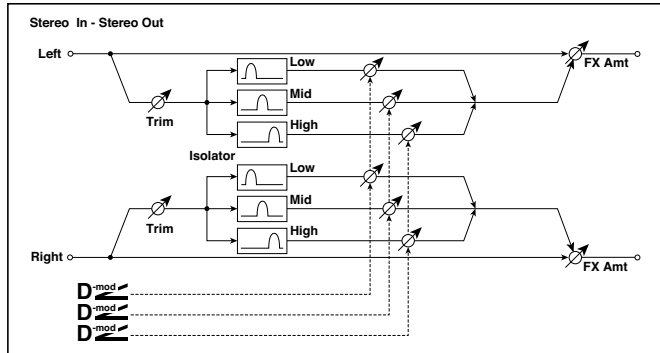 Stereo In - Stereo Out
Left
FX Amt
Low
Mid
High
Trim
Isolator
Low
Mid
High
Trim
Right
FX Amt
D-mod
D-mod
D-mod